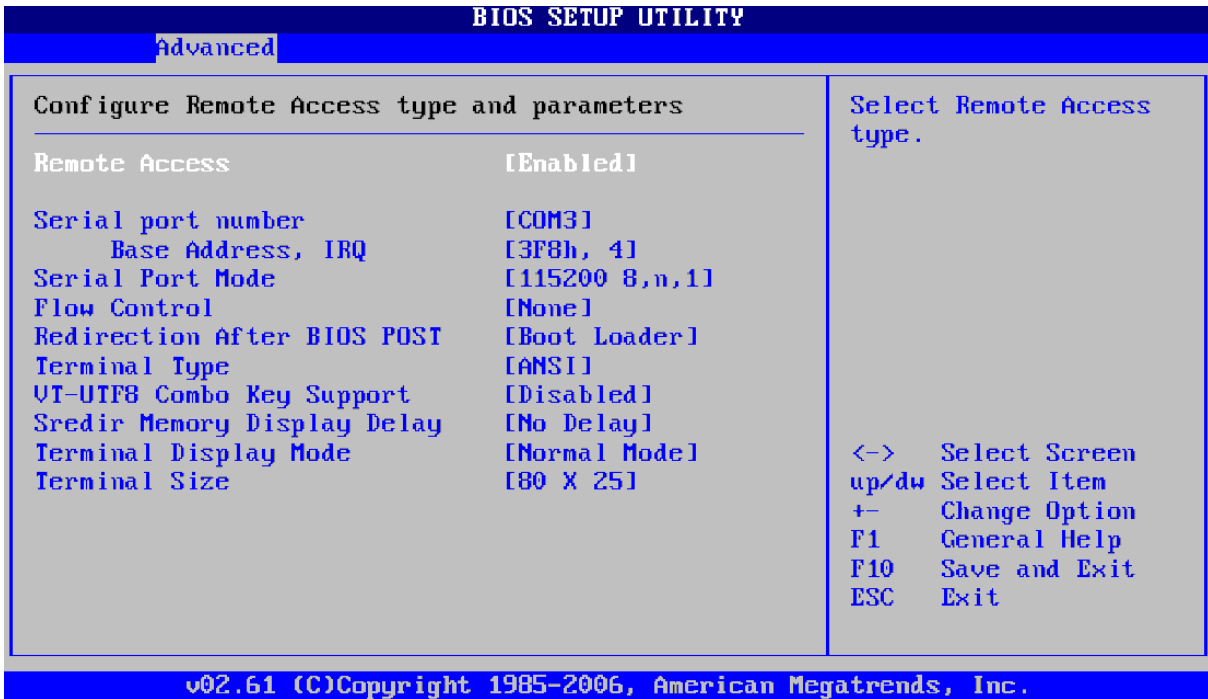 BIOS SETUP UTILITY
Advanced
Configure Remote Access type and parameters
Remote Access [Enabled]
Serial port number [COM3]
Base Address, IRQ [3F8h, 4]
Serial Port Mode [115200 8,n,1]
Flow Control [None]
Redirection After BIOS POST [Boot Loader]
Terminal Type [ANSI]
VT-UTF8 Combo Key Support [Disabled]
Sredir Memory Display Delay [No Delay]
Terminal Display Mode [Normal Mode]
Terminal Size [80 X 25]
Select Remote Access
type.
<-> Select Screen
up/dw Select Item
+- Change Option
F1 General Help
F10 Save and Exit
ESC Exit
v02.61 (C)Copyright 1985-2006, American Megatrends, Inc.